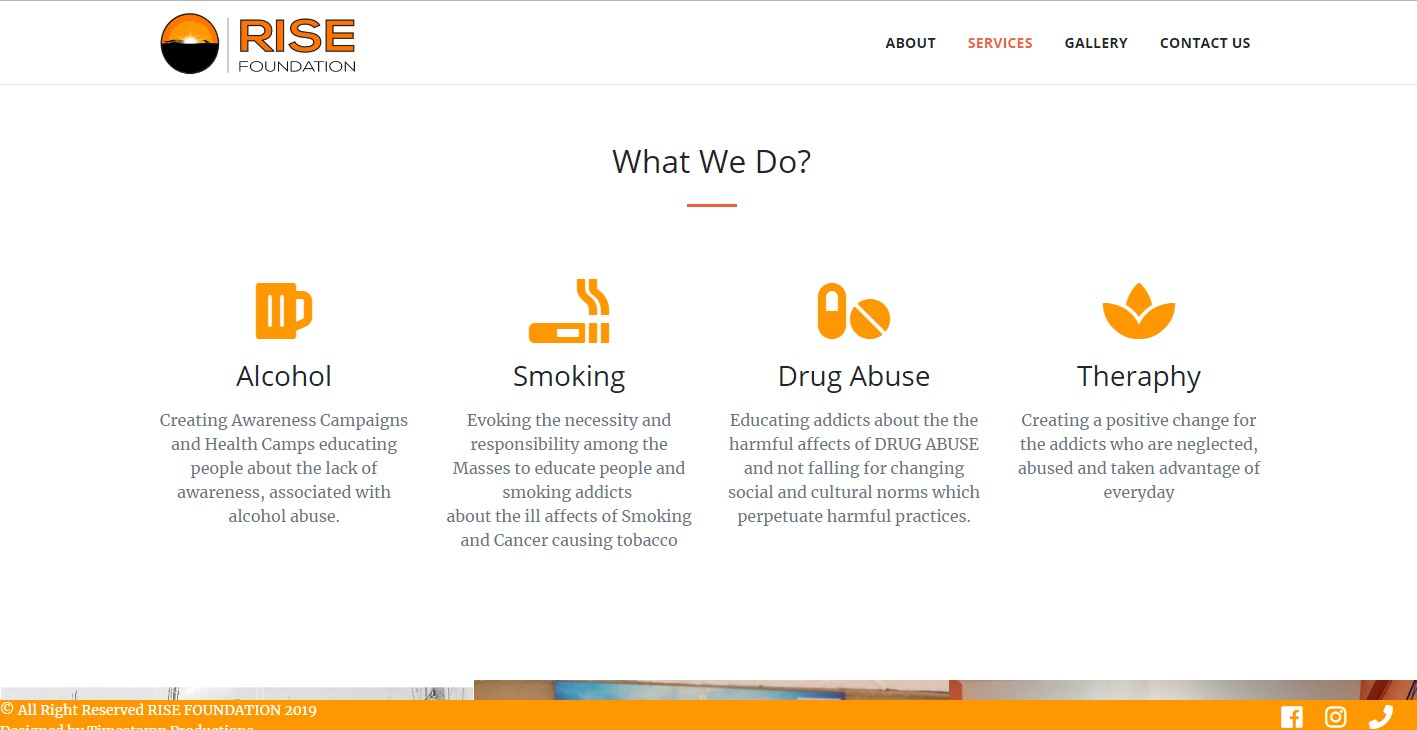 RISE
FOUNDATION
ABOUT
SERVICES
GALLERY
CONTACT US
What We Do?
Alcohol
Creating Awareness Campaigns
and Health Camps educating
people about the lack of
awareness, associated with
alcohol abuse.
Smoking
Evoking the necessity and
responsibility among the
Masses to educate people and
smoking addicts
about the ill affects of Smoking
and Cancer causing tobacco
Drug Abuse
Educating addicts about the the
harmful affects of DRUG ABUSE
and not falling for changing
social and cultural norms which
perpetuate harmful practices.
Theraphy
Creating a positive change for
the addicts who are neglected,
abused and taken advantage of
everyday
© All Right Reserved RISE FOUNDATION 2019
Designed by Timestamp Productions